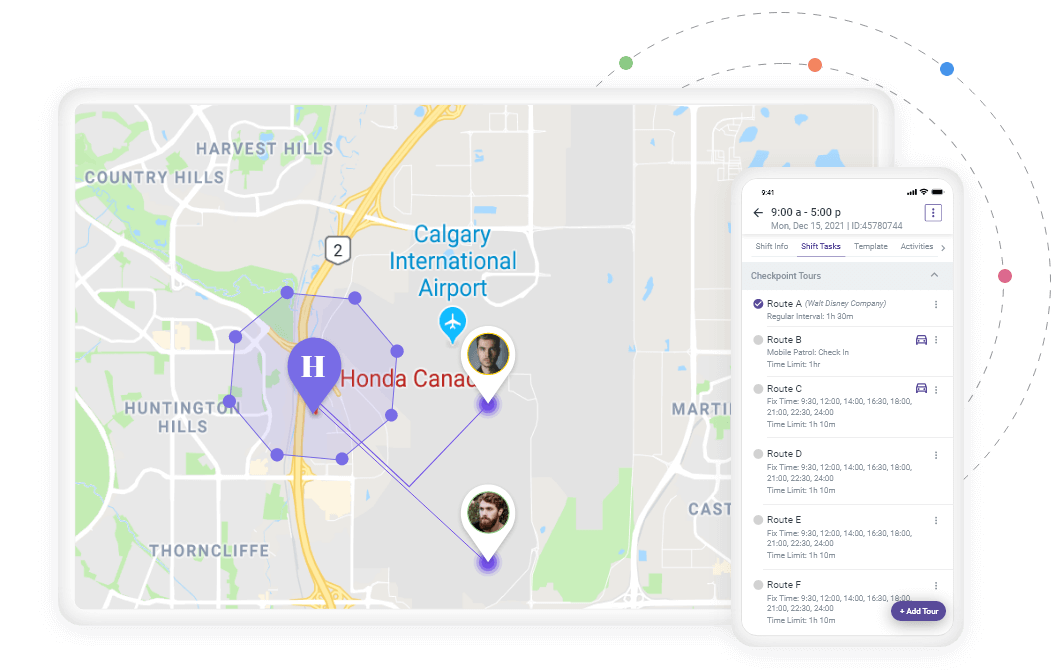 HARVEST HILLS
COUNTRY HILLS
2
Calgary
International
Airport
H
Honda Canad
HUNTINGTON
HILLS
MARTI
CAST
THORNCLIFFE
9:41
9:00 a - 5:00 p
Mon, Dec 15, 2021 | ID:45780744
Shift Info Shift Tasks Template Activities
Checkpoint Tours
Route A (Walt Disney Company)
Regular Interval: 1h 30m
Route B
Mobile Patrol: Check In
Time Limit: 1hr
Route C
Fix Time: 9:30, 12:00, 14:00, 16:30, 18:00,
21:00, 22:30, 24:00
Time Limit: 1h 10m
Route D
Fix Time: 9:30, 12:00, 14:00, 16:30, 18:00,
21:00, 22:30, 24:00
Time Limit: 1h 10m
Route E
Fix Time: 9:30, 12:00, 14:00, 16:30, 18:00,
21:00, 22:30, 24:00
Time Limit: 1h 10m
Route F
Fix Time: 9:30, 12:00, 14:00, 16:30, 18:00,
21:00, 22:30, 24:00
Time Limit: 1h 10m
+ Add Tour